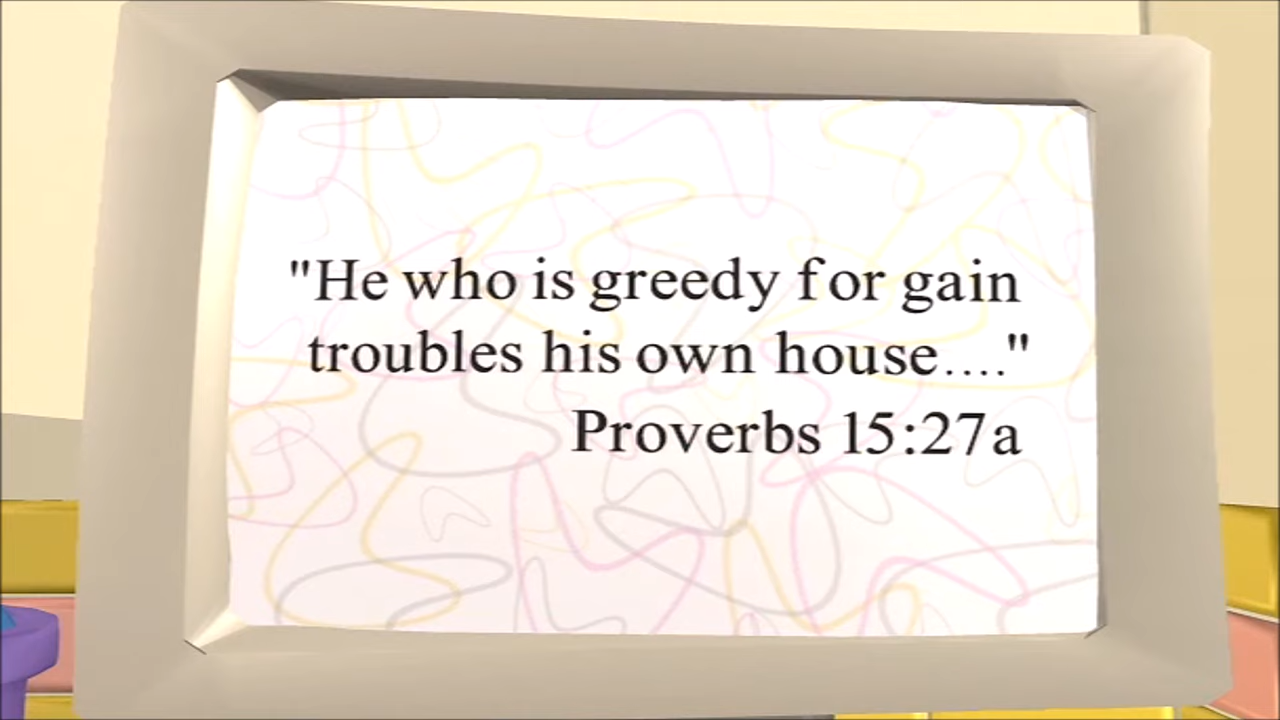 "He who is greedy for gain
troubles his own house...."
Proverbs 15:27a